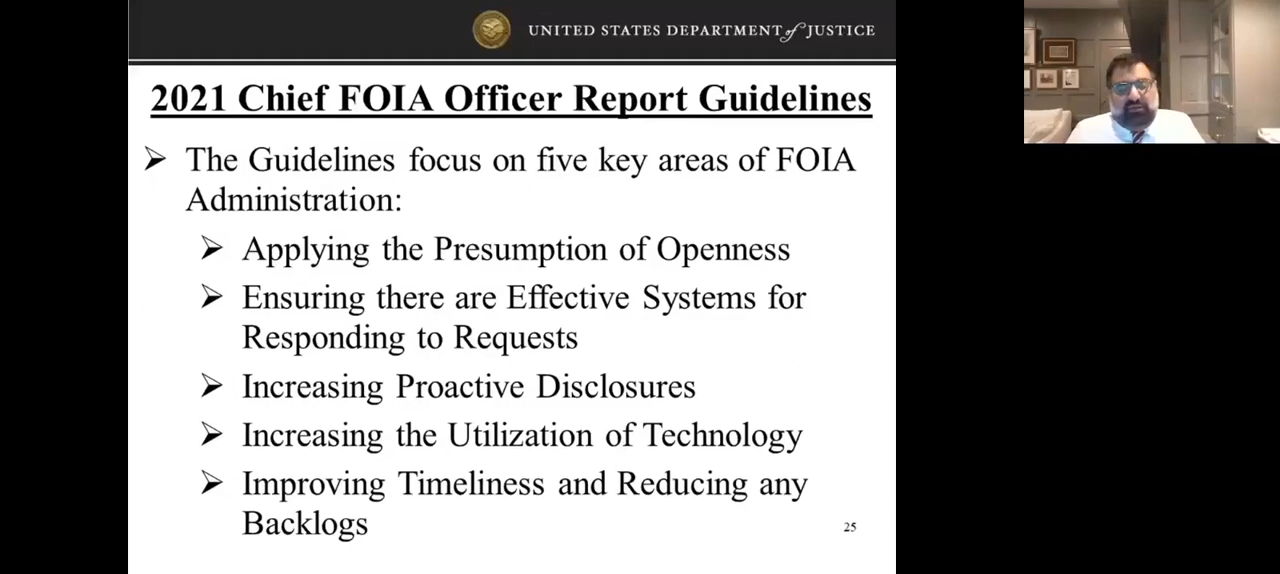 UNITED STATES DEPARTMENT of JUSTICE
2021 Chief FOIA Officer Report Guidelines
➢ The Guidelines focus on five key areas of FOIA
Administration:
➢ Applying the Presumption of Openness
➢ Ensuring there are Effective Systems for
Responding to Requests
➢ Increasing Proactive Disclosures
➢ Increasing the Utilization of Technology
➢ Improving Timeliness and Reducing any
Backlogs
25